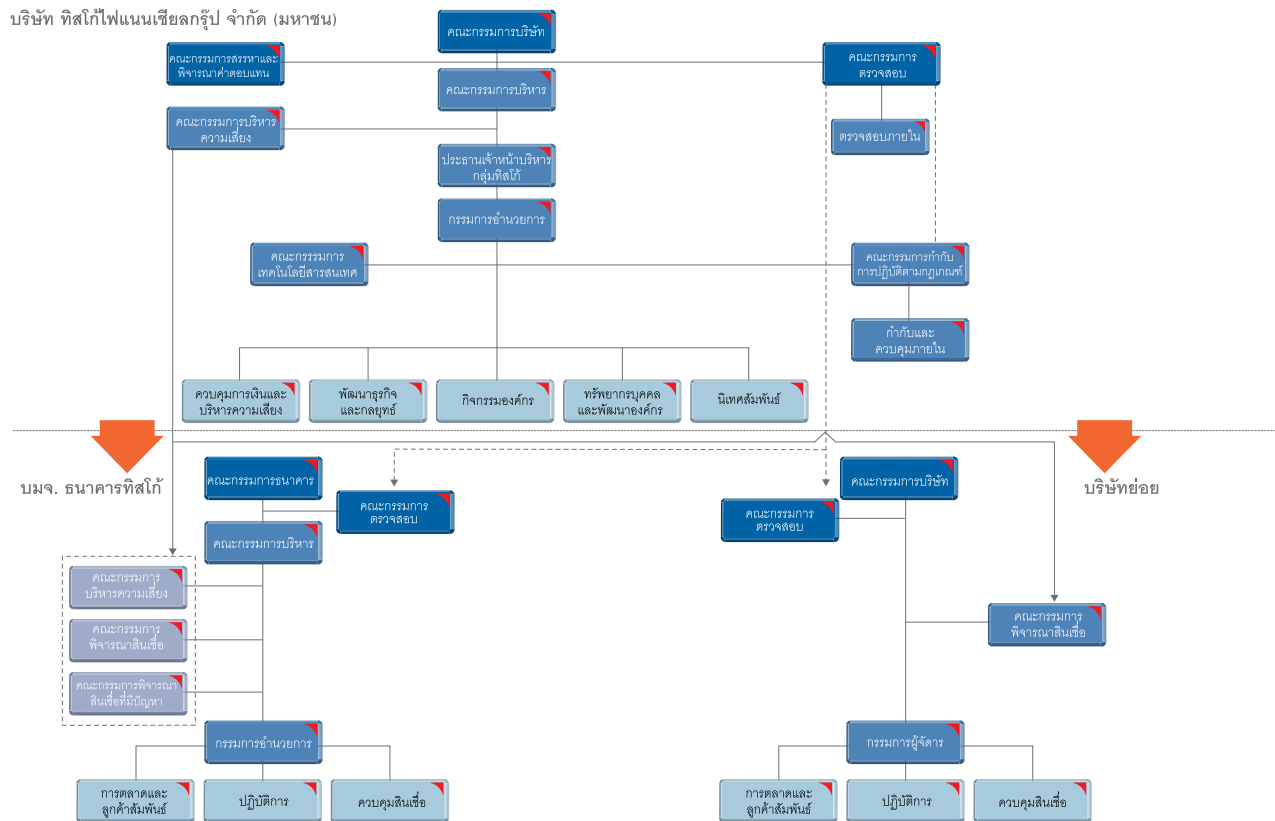 บริษัท ทิสโก้ไฟแนนเชียลกรุ๊ป จำกัด (มหาชน)
คณะกรรมการบริษัท
คณะกรรมการสรรหาและ
พิจารณาค่าตอบแทน
คณะกรรมการ
ตรวจสอบ
คณะกรรมการบริหาร
คณะกรรมการบริหาร
ความเสี่ยง
ตรวจสอบภายใน
ประธานเจ้าหน้าบริหาร
กลุ่มทิสโก้
กรรมการอำนวยการ
คณะกรรรมการ
เทคโนโลยีสารสนเทศ
คณะกรรมการกำกับ
การปฏิบัติตามกฎเกณฑ์
กำกับและ
ควบคุมภายใน
ควบคุมการเงินและ
บริหารความเสี่ยง
พัฒนาธุรกิจ
และกลยุทธ์
กิจกรรมองค์กร
ทรัพยากรบุคคล
และพัฒนาองค์กร
นิเทศสัมพันธ์
บมจ. ธนาคารทิสโก้
บริษัทย่อย
คณะกรรมการธนาคาร
คณะกรรมการ
ตรวจสอบ
คณะกรรมการบริหาร
คณะกรรมการ
บริหารความเสี่ยง
คณะกรรมการ
พิจารณาสินเชื่อ
คณะกรรมการพิจารณา
สินเชื่อที่มีปัญหา
กรรมการอำนวยการ
การตลาดและ
ลูกค้าสัมพันธ์
ปฏิบัติการ
ควบคุมสินเชื่อ
คณะกรรมการบริษัท
คณะกรรมการ
ตรวจสอบ
คณะกรรมการ
พิจารณาสินเชื่อ
กรรมการผู้จัดาร
การตลาดและ
ลูกค้าสัมพันธ์
ปฏิบัติการ
ควบคุมสินเชื่อ